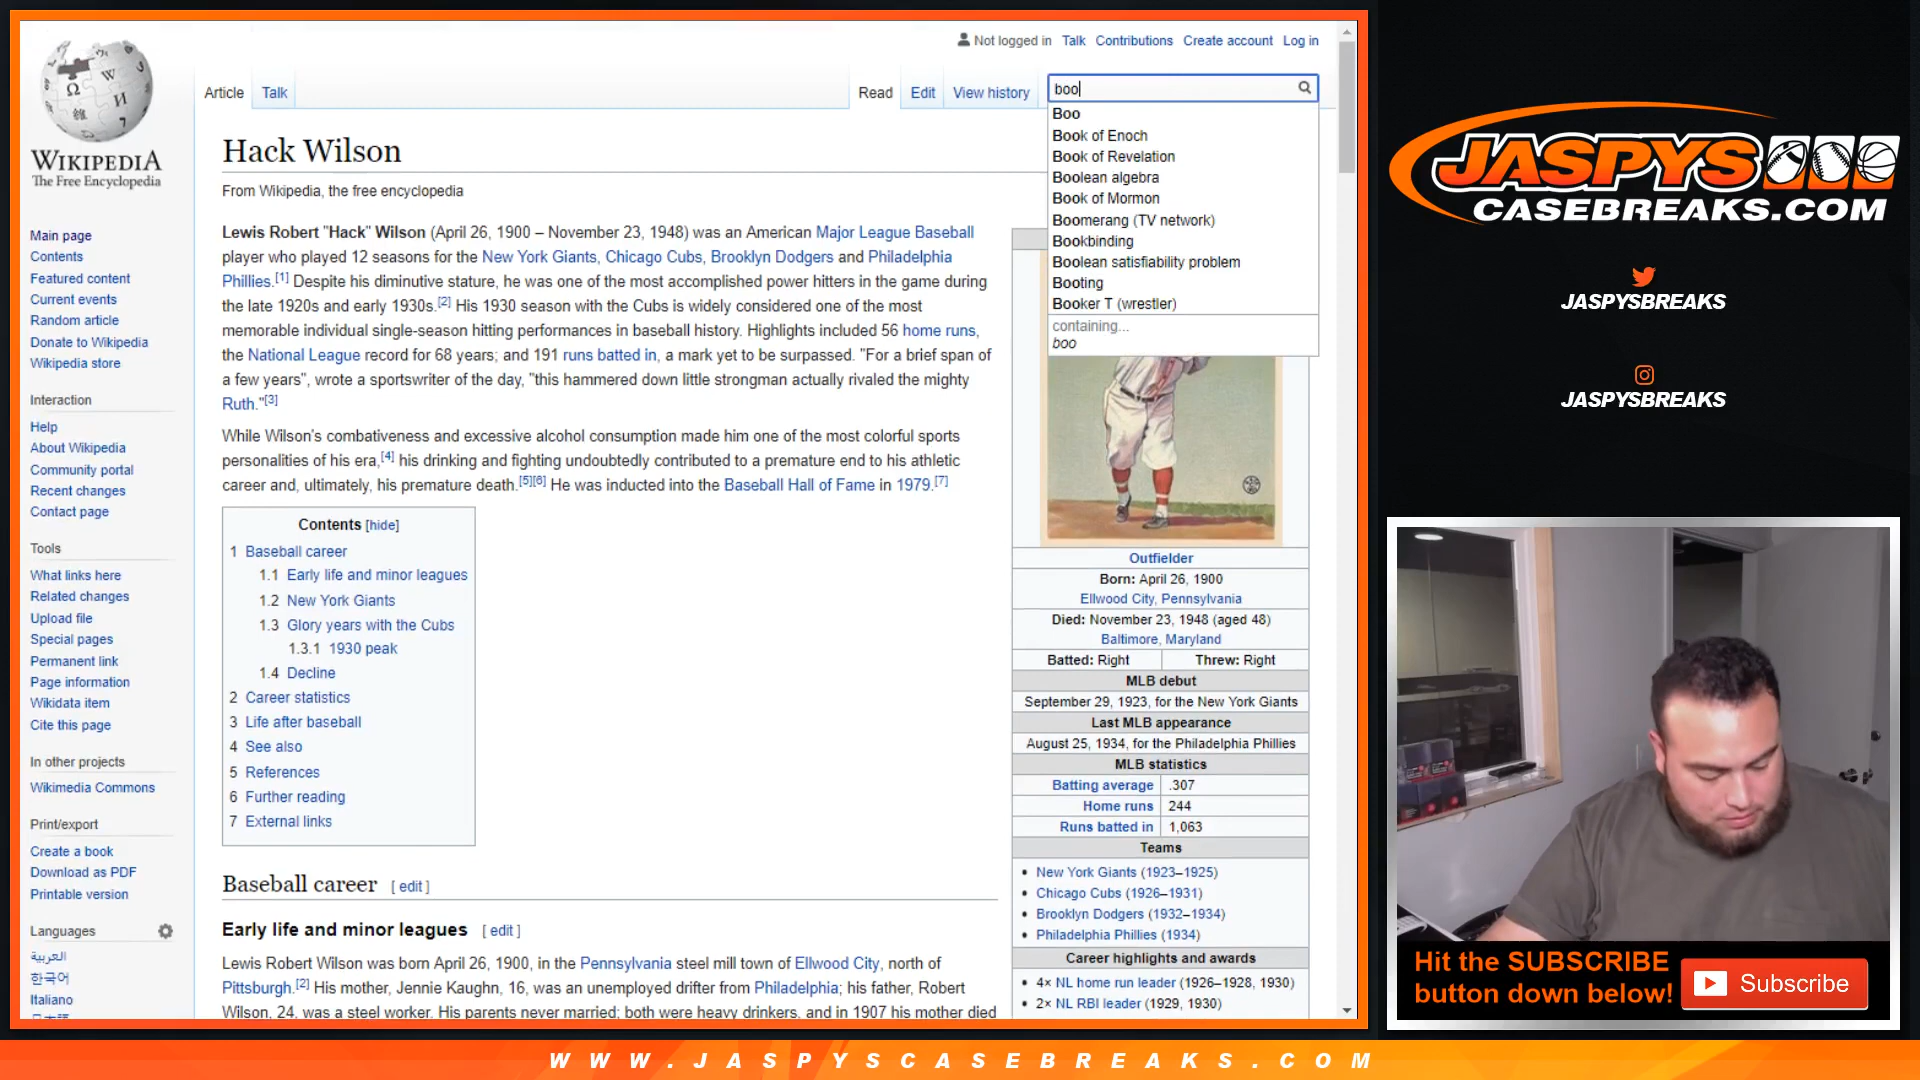 Not logged in Talk Contributions Create account Log in
Article Talk Read Edit View history boo
Boo
Book of Enoch
Book of Revelation
Boolean algebra
Book of Mormon
Boomerang (TV network)
Bookbinding
Boolean satisfiability problem
Booting
Booker T (wrestler)
containing...
boo
WIKIPEDIA
The Free Encyclopedia
Main page
Contents
Featured content
Current events
Random article
Donate to Wikipedia
Wikipedia store
Interaction
Help
About Wikipedia
Community portal
Recent changes
Contact page
Tools
What links here
Related changes
Upload file
Special pages
Permanent link
Page information
Wikidata item
Cite this page
In other projects
Wikimedia Commons
Print/export
Create a book
Download as PDF
Printable version
Languages
العربية
한국어
Italiano
Hack Wilson
From Wikipedia, the free encyclopedia
Lewis Robert "Hack" Wilson (April 26, 1900 – November 23, 1948) was an American Major League Baseball
player who played 12 seasons for the New York Giants, Chicago Cubs, Brooklyn Dodgers and Philadelphia
Phillies.[1] Despite his diminutive stature, he was one of the most accomplished power hitters in the game during
the late 1920s and early 1930s.[2] His 1930 season with the Cubs is widely considered one of the most
memorable individual single-season hitting performances in baseball history. Highlights included 56 home runs,
the National League record for 68 years; and 191 runs batted in, a mark yet to be surpassed. "For a brief span of
a few years", wrote a sportswriter of the day, "this hammered down little strongman actually rivaled the mighty
Ruth."[3]
While Wilson's combativeness and excessive alcohol consumption made him one of the most colorful sports
personalities of his era,[4] his drinking and fighting undoubtedly contributed to a premature end to his athletic
career and, ultimately, his premature death.[5][6] He was inducted into the Baseball Hall of Fame in 1979.[7]
Contents [hide]
1 Baseball career
1.1 Early life and minor leagues
1.2 New York Giants
1.3 Glory years with the Cubs
1.3.1 1930 peak
1.4 Decline
2 Career statistics
3 Life after baseball
4 See also
5 References
6 Further reading
7 External links
Baseball career [ edit ]
Early life and minor leagues [ edit ]
Lewis Robert Wilson was born April 26, 1900, in the Pennsylvania steel mill town of Ellwood City, north of
Pittsburgh.[2] His mother, Jennie Kaughn, 16, was an unemployed drifter from Philadelphia; his father, Robert
Wilson, 24, was a steel worker. His parents never married; both were heavy drinkers, and in 1907 his mother died
Outfielder
Born: April 26, 1900
Ellwood City, Pennsylvania
Died: November 23, 1948 (aged 48)
Baltimore, Maryland
Batted: Right Threw: Right
MLB debut
September 29, 1923, for the New York Giants
Last MLB appearance
August 25, 1934, for the Philadelphia Phillies
MLB statistics
Batting average .307
Home runs 244
Runs batted in 1,063
Teams
• New York Giants (1923–1925)
• Chicago Cubs (1926–1931)
• Brooklyn Dodgers (1932–1934)
• Philadelphia Phillies (1934)
Career highlights and awards
• 4× NL home run leader (1926–1928, 1930)
• 2× NL RBI leader (1929, 1930)
JASPYS
CASEBREAKS.COM
JASPYSBREAKS
JASPYSBREAKS
Hit the SUBSCRIBE
button down below!
Subscribe
WWW.JASPYSCASEBREAKS.COM